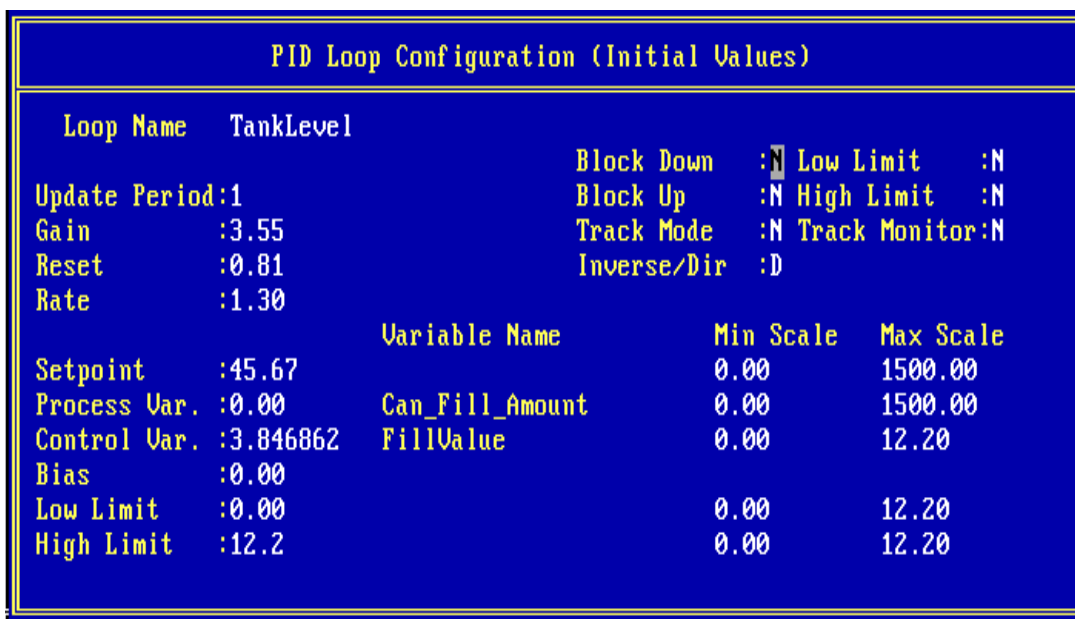 PID Loop Configuration (Initial Values)
Loop Name TankLevel
Block Down :N Low Limit :N
Update Period:1 Block Up :N High Limit :N
Gain :3.55 Track Mode :N Track Monitor:N
Reset :0.81 Inverse/Dir :D
Rate :1.30
Variable Name Min Scale Max Scale
Setpoint :45.67 0.00 1500.00
Process Var. :0.00 Can_Fill_Amount 0.00 1500.00
Control Var. :3.846862 FillValue 0.00 12.20
Bias :0.00
Low Limit :0.00 0.00 12.20
High Limit :12.2 0.00 12.20